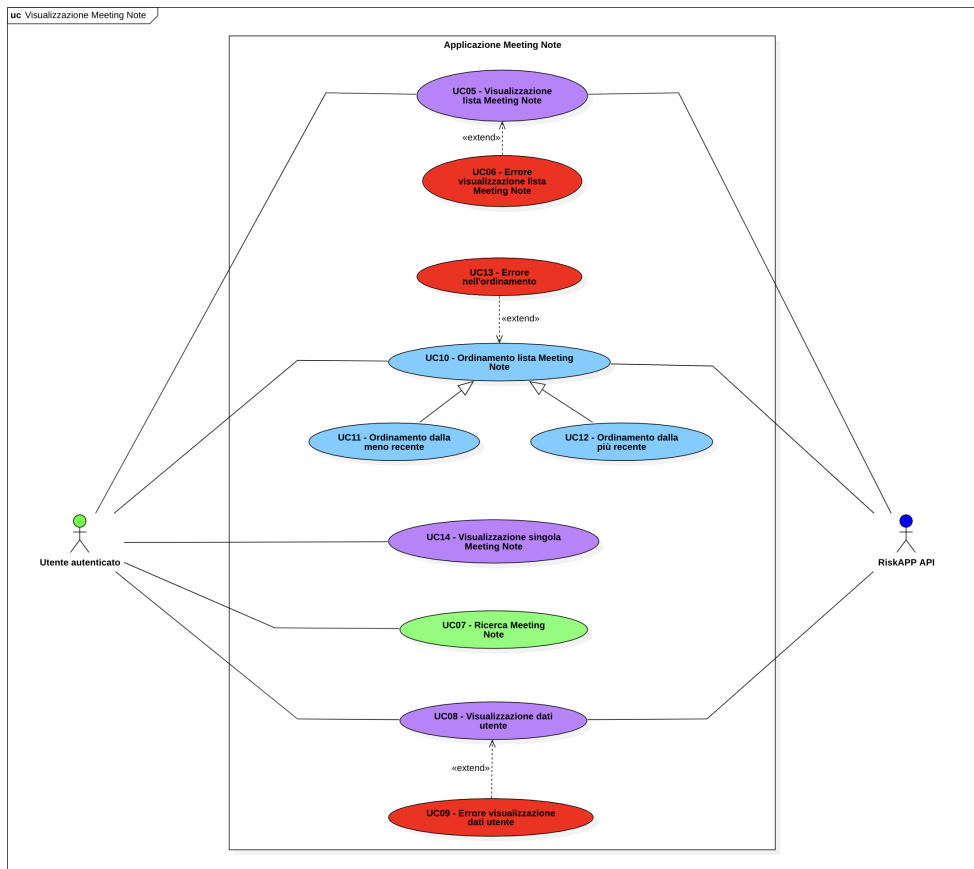 uc Visualizzazione Meeting Note
Applicazione Meeting Note
UC05 - Visualizzazione
lista Meeting Note
«extend»
UC06 - Errore
visualizzazione lista
Meeting Note
UC13 - Errore
nell'ordinamento
«extend»
UC10 - Ordinamento lista Meeting
Note
UC11 - Ordinamento dalla
meno recente
UC12 - Ordinamento dalla
più recente
UC14 - Visualizzazione singola
Meeting Note
Utente autenticato
RiskAPP API
UC07 - Ricerca Meeting
Note
UC08 - Visualizzazione dati
utente
«extend»
UC09 - Errore visualizzazione
dati utente